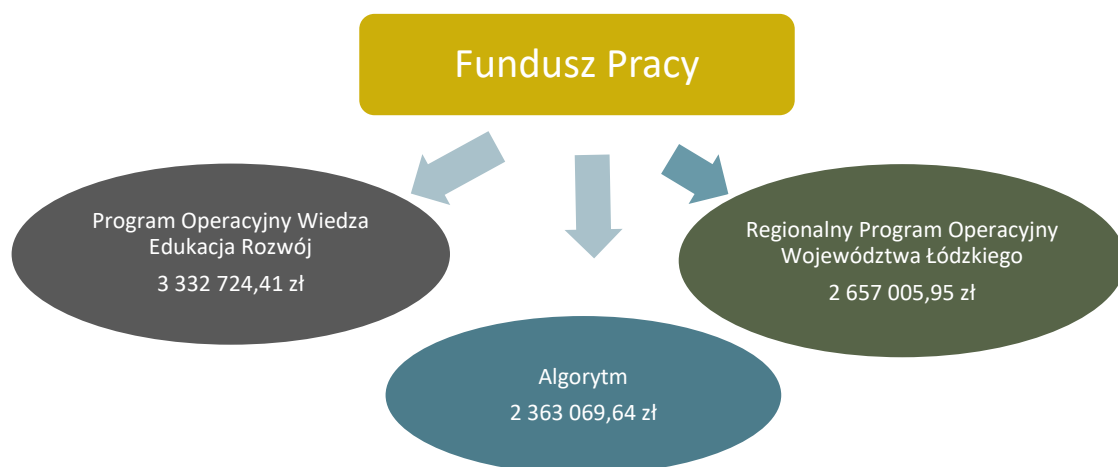 Fundusz Pracy
Program Operacyjny Wiedza
Edukacja Rozwój
3 332 724,41 zł
Regionalny Program Operacyjny
Województwa Łódzkiego
2 657 005,95 zł
Algorytm
2 363 069,64 zł